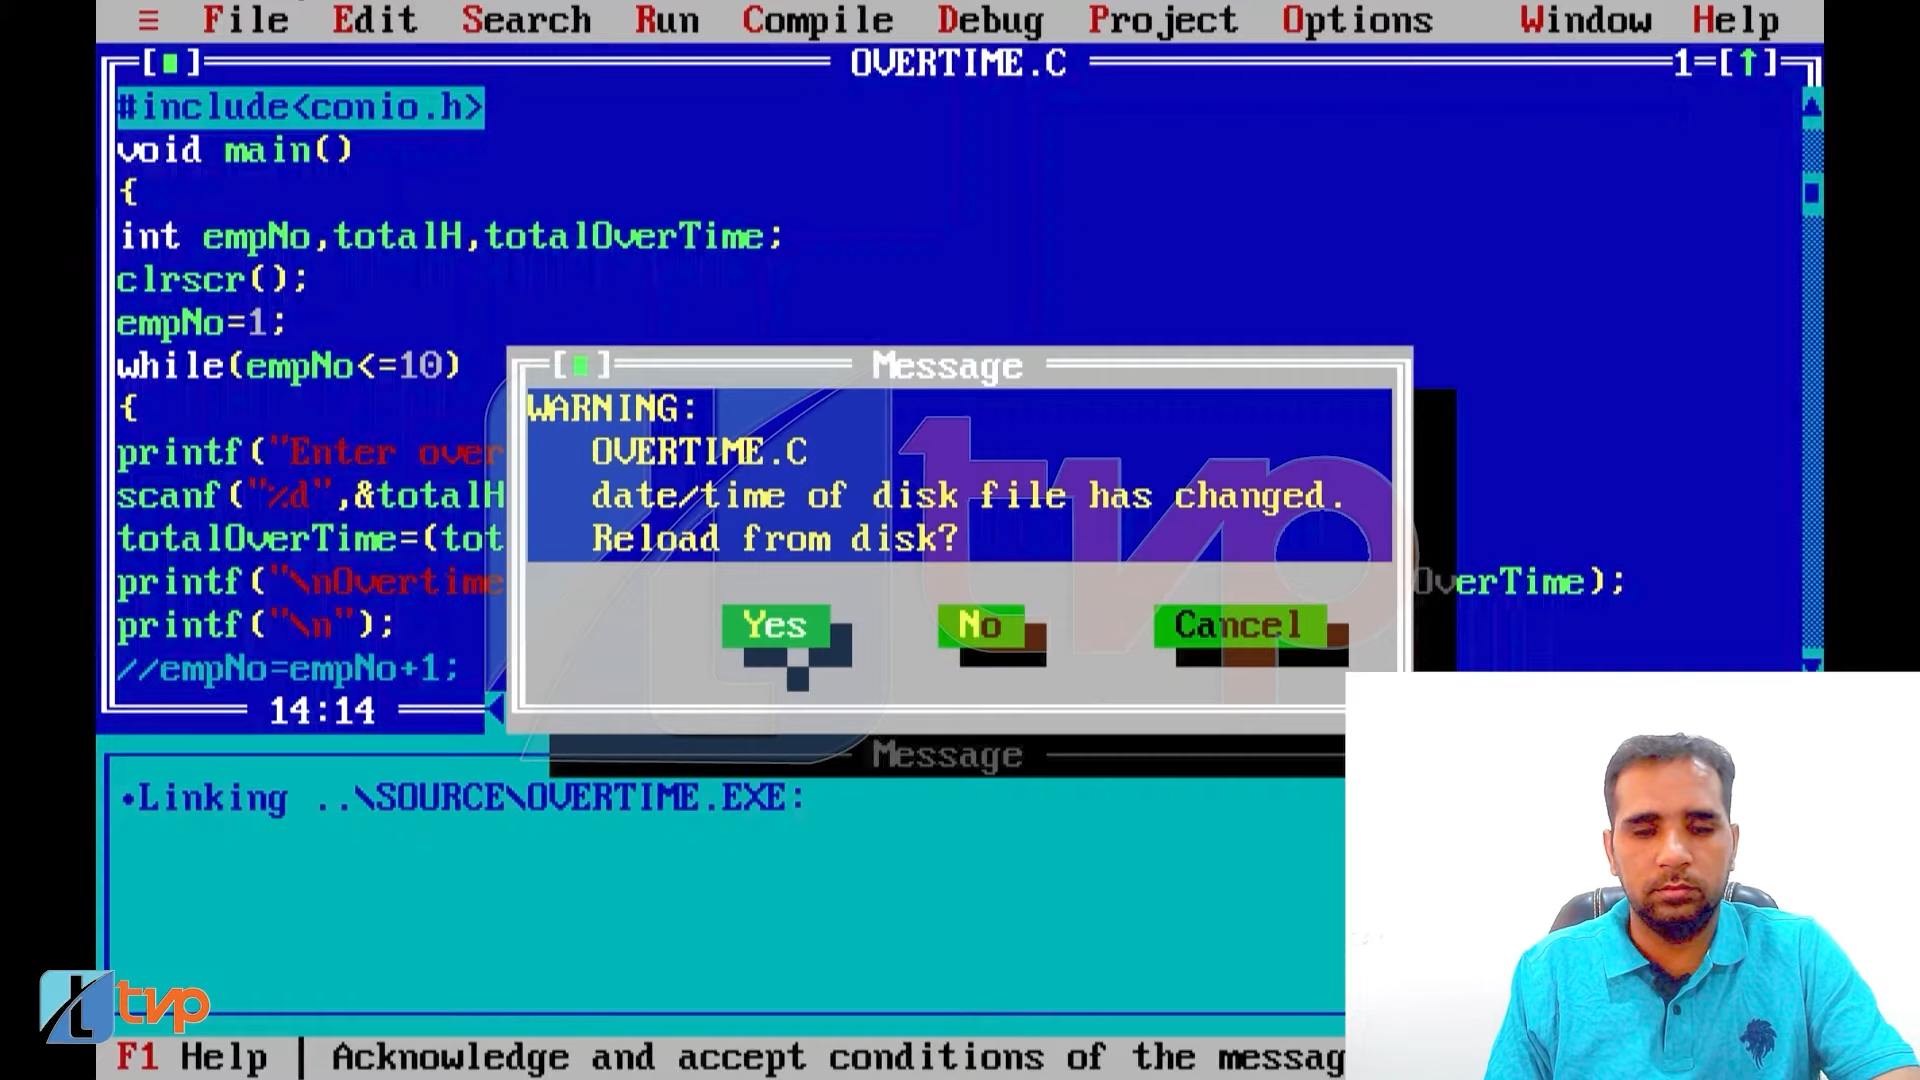 ≡ File Edit Search Run Compile Debug Project Options Window Help
[■] OVERTIME.C 1=[↑]
#include<conio.h>
void main()
{
int empNo,totalH,totalOverTime;
clrscr();
empNo=1;
while(empNo<=10)
{
printf("Enter over
scanf("%d",&totalH
totalOverTime=(tot
printf("\nOvertime
OverTime);
printf("\n");
//empNo=empNo+1;
14:14
[■] Message
WARNING:
OVERTIME.C
date/time of disk file has changed.
Reload from disk?
Yes No Cancel
tvp
Message
•Linking ..\SOURCE\OVERTIME.EXE:
tvp
F1 Help | Acknowledge and accept conditions of the messag